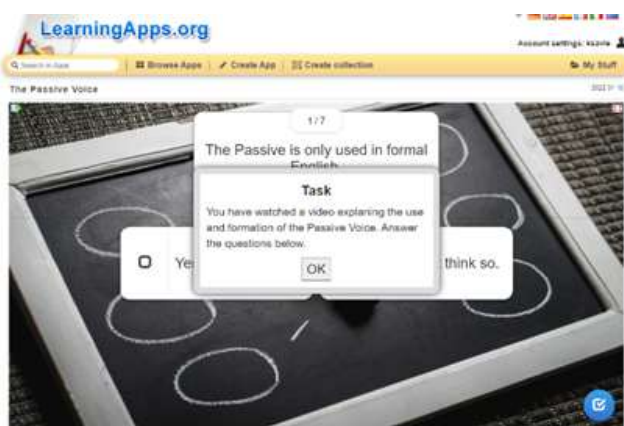 LearningApps.org
Account settings:
Search in Apps
Browse Apps
Create App
Create collection
My Stuff
The Passive Voice
1/7
The Passive is only used in formal
English
Task
You have watched a video explaning the use
and formation of the Passive Voice. Answer
the questions below.
OK
Ye
think so.